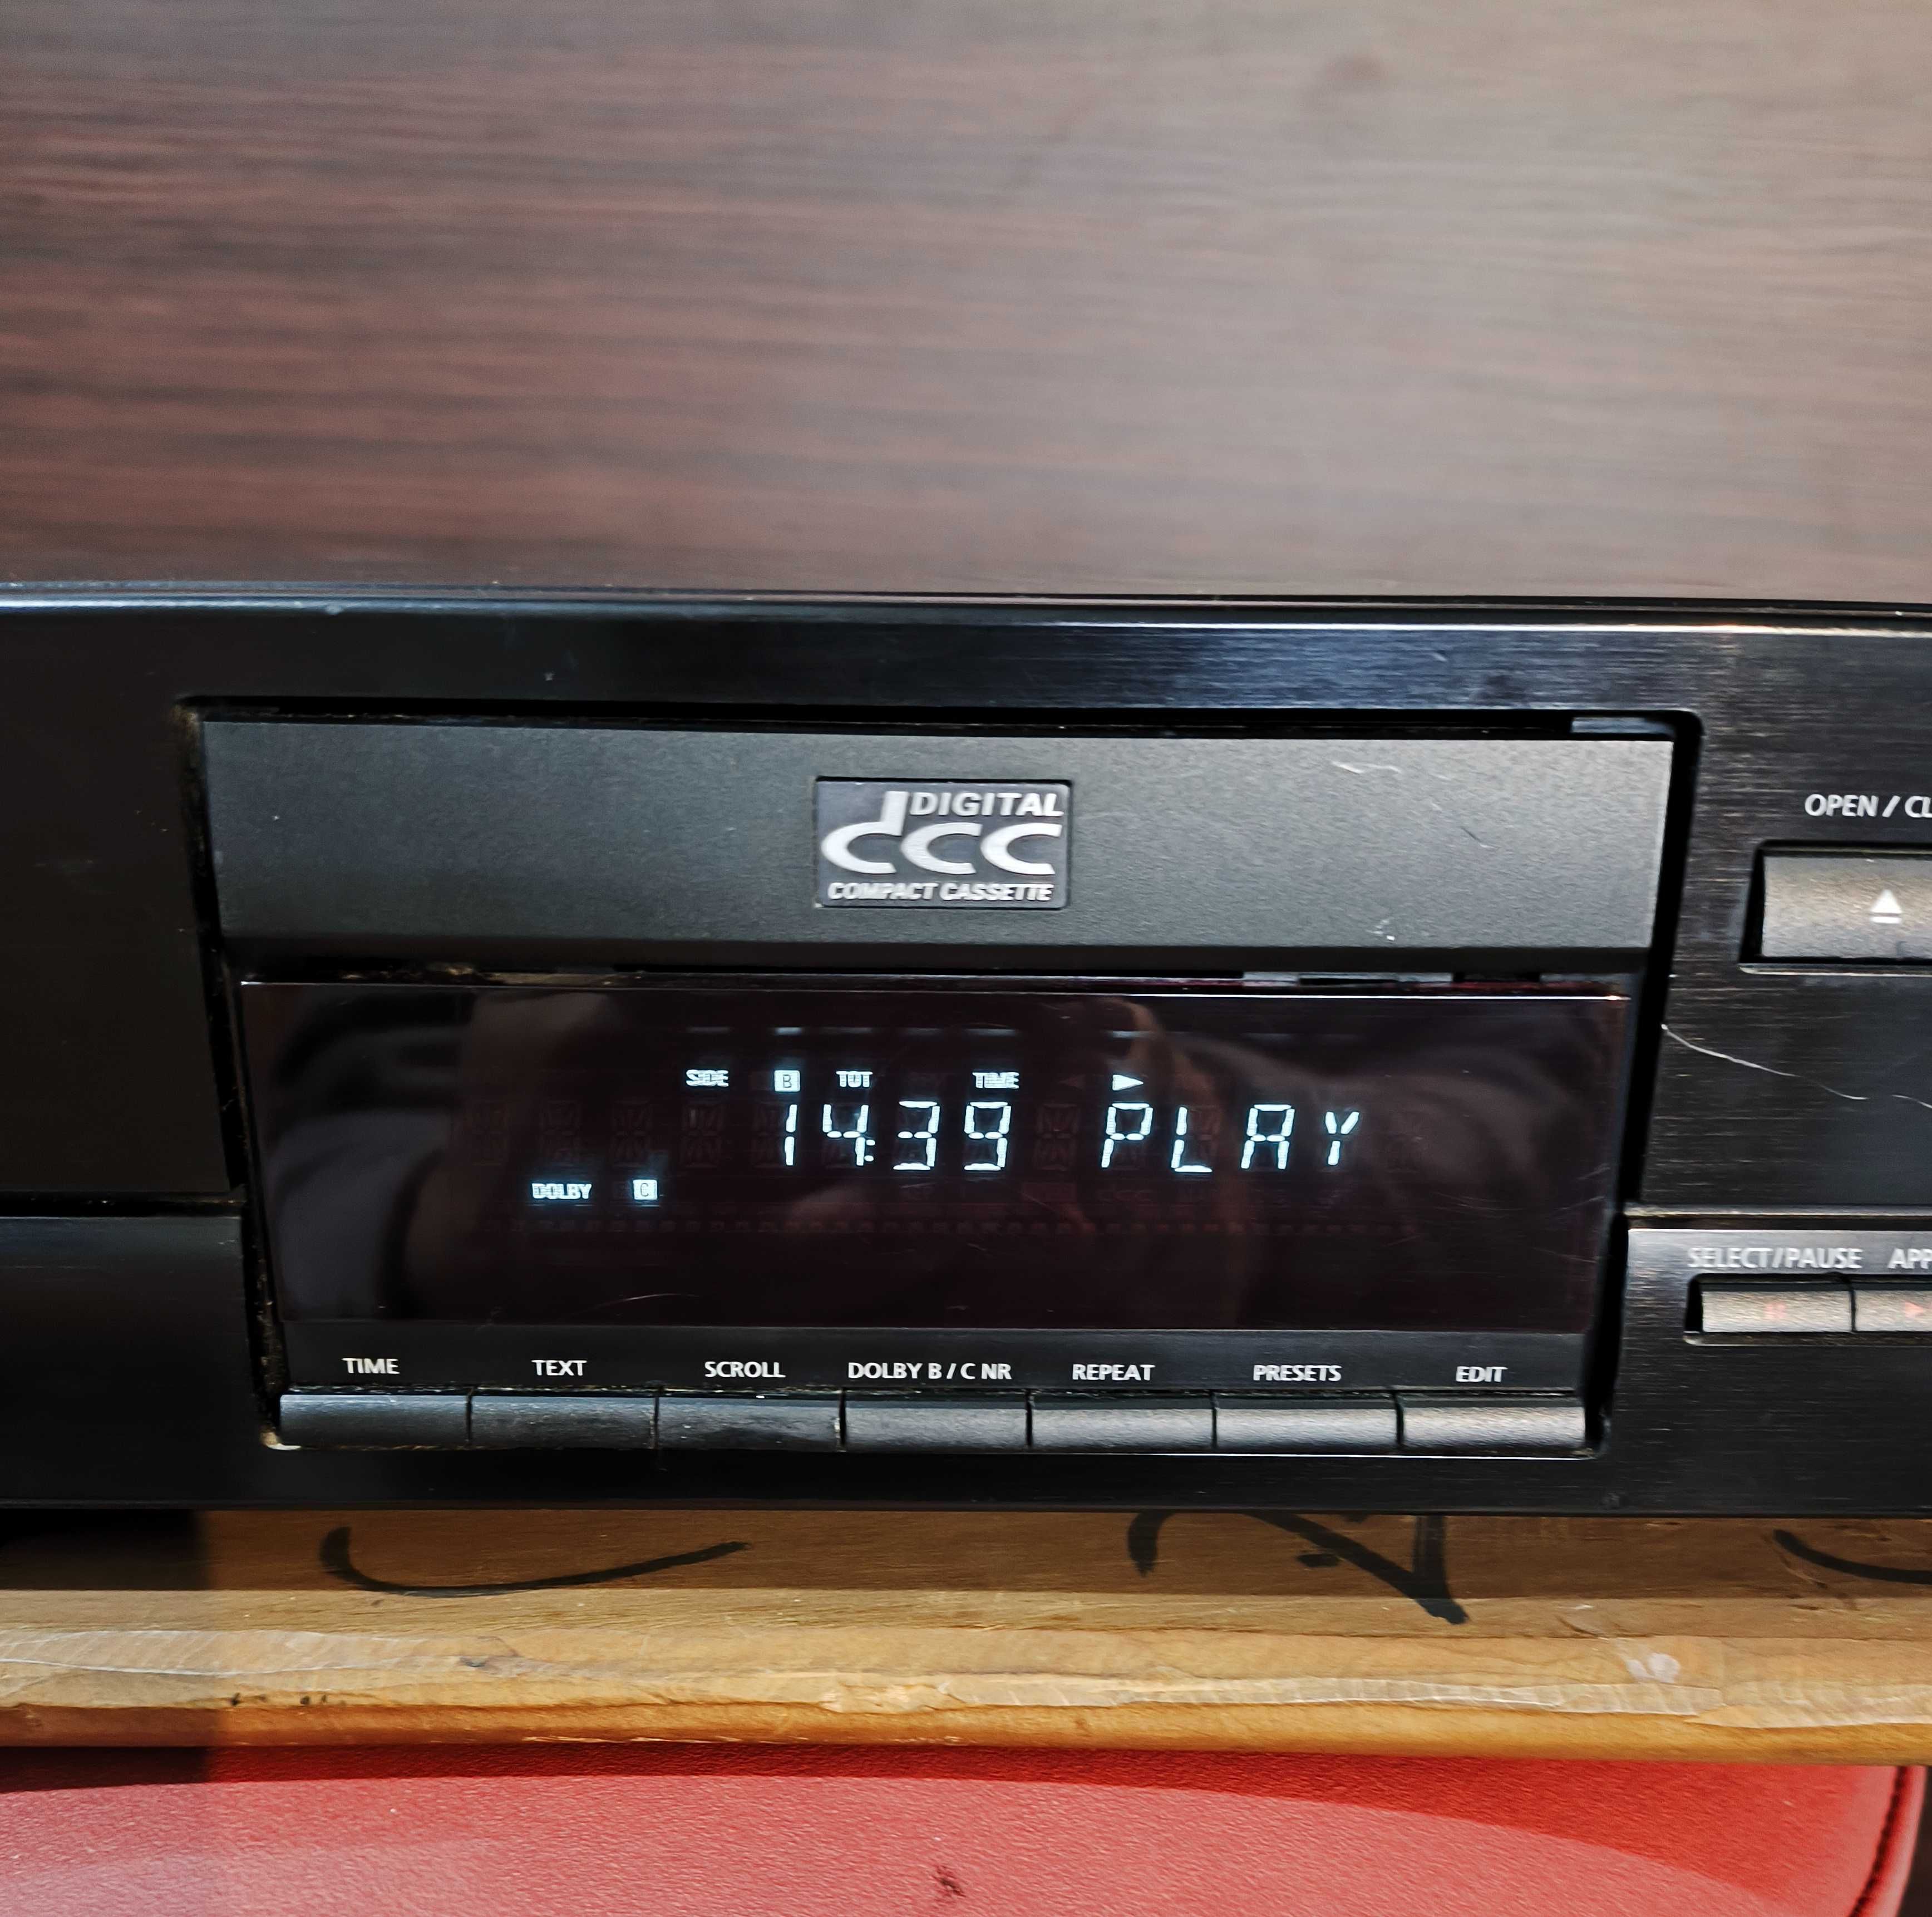 DIGITAL
dcc
COMPACT CASSETTE
OPEN / CL
SIDE B TOT TIME
14:39 PLAY
DOLBY C
SELECT/PAUSE APP
TIME TEXT SCROLL DOLBY B / C NR REPEAT PRESETS EDIT